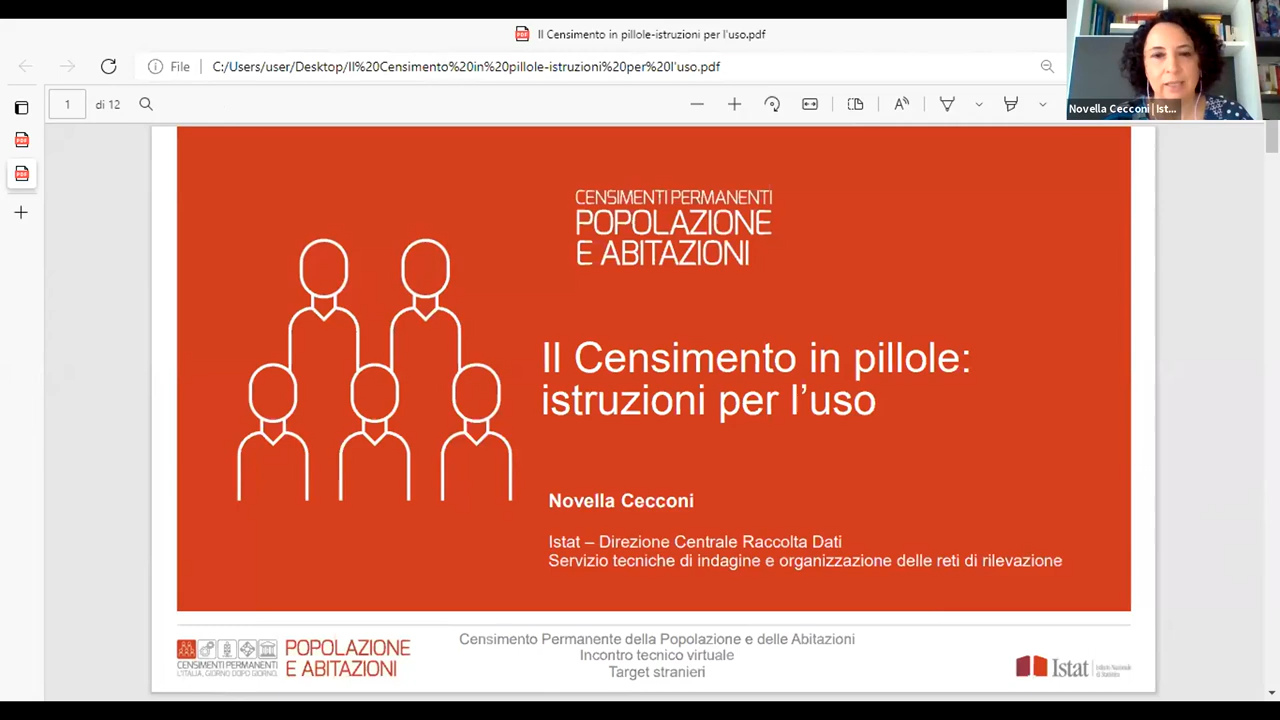 Il Censimento in pillole-istruzioni per l'uso.pdf
File
C:/Users/user/Desktop/Il%20Censimento%20in%20pillole-istruzioni%20per%20l'uso.pdf
1 di 12
Novella Cecconi | Ist...
CENSIMENTI PERMANENTI
POPOLAZIONE
E ABITAZIONI
Il Censimento in pillole:
istruzioni per l’uso
Novella Cecconi
Istat – Direzione Centrale Raccolta Dati
Servizio tecniche di indagine e organizzazione delle reti di rilevazione
CENSIMENTI PERMANENTI
L'ITALIA, GIORNO DOPO GIORNO.
POPOLAZIONE
E ABITAZIONI
Censimento Permanente della Popolazione e delle Abitazioni
Incontro tecnico virtuale
Target stranieri
Istat
Istituto Nazionale
di Statistica